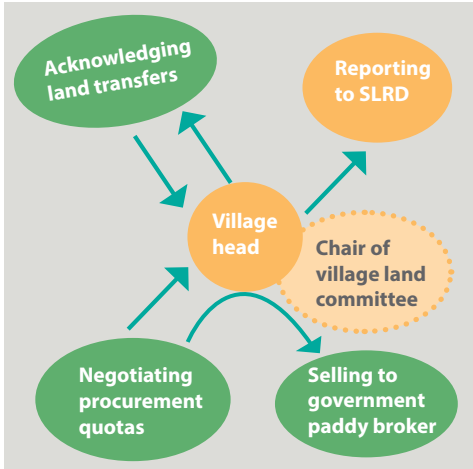 Acknowledging
land transfers
Reporting
to SLRD
Village
head
Chair of
village land
committee
Negotiating
procurement
quotas
Selling to
government
paddy broker